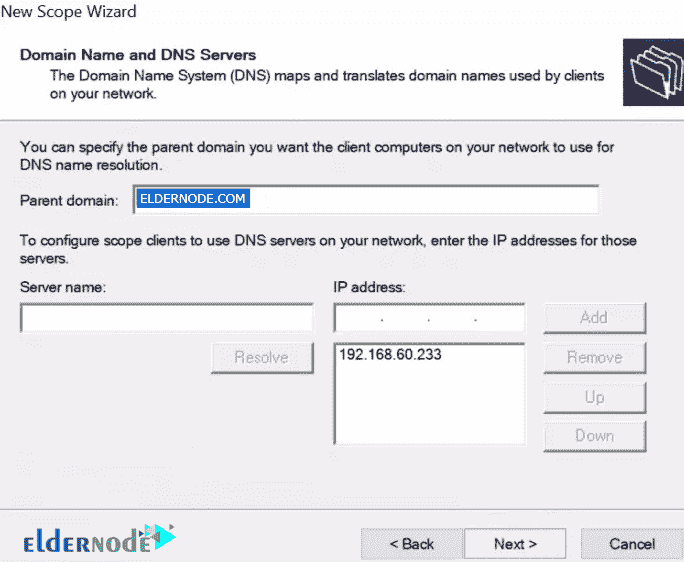 New Scope Wizard
Domain Name and DNS Servers
The Domain Name System (DNS) maps and translates domain names used by clients
on your network.
You can specify the parent domain you want the client computers on your network to use for
DNS name resolution.
Parent domain: ELDERNODE.COM
To configure scope clients to use DNS servers on your network, enter the IP addresses for those
servers.
Server name: IP address:
. . . Add
Resolve 192.168.60.233 Remove
Up
Down
elderNode < Back Next > Cancel